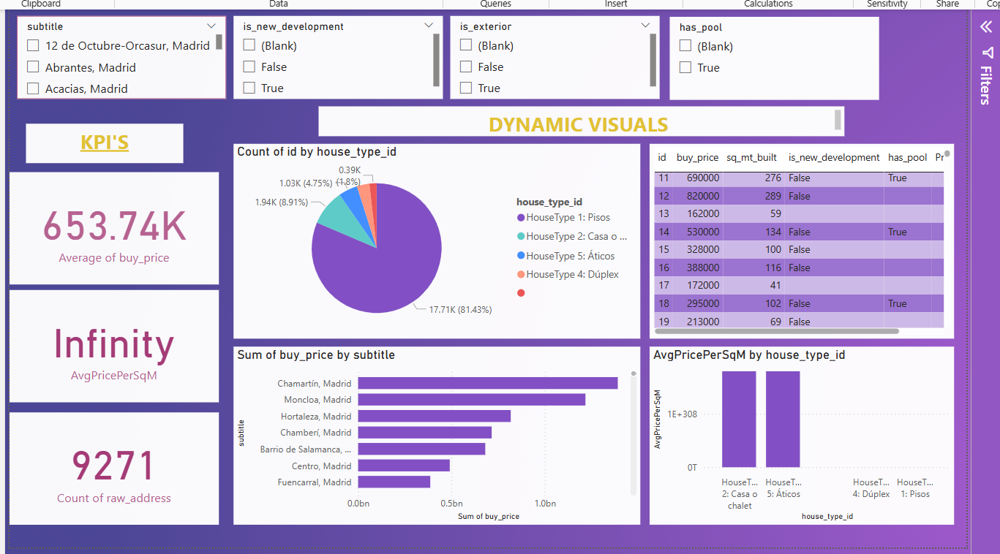 Clipboard Data Queries Insert Calculations Sensitivity Share
subtitle
12 de Octubre-Orcasur, Madrid
Abrantes, Madrid
Acacias, Madrid
is_new_development
(Blank)
False
True
is_exterior
(Blank)
False
True
has_pool
(Blank)
True
Filters
KPI'S
DYNAMIC VISUALS
653.74K
Average of buy_price
Infinity
AvgPricePerSqM
9271
Count of raw_address
Count of id by house_type_id
0.39K
(1.8%)
1.03K (4.75%)
1.94K (8.91%)
17.71K (81.43%)
house_type_id
HouseType 1: Pisos
HouseType 2: Casa o ...
HouseType 5: Áticos
HouseType 4: Dúplex
id buy_price sq_mt_built is_new_development has_pool Pr
11 690000 276 False True
12 820000 289 False
13 162000 59
14 530000 134 False True
15 328000 100 False
16 388000 116 False
17 172000 41
18 295000 102 False True
19 213000 69 False
Sum of buy_price by subtitle
subtitle
Chamartín, Madrid
Moncloa, Madrid
Hortaleza, Madrid
Chamberí, Madrid
Barrio de Salamanca, ...
Centro, Madrid
Fuencarral, Madrid
0.0bn 0.5bn 1.0bn
Sum of buy_price
AvgPricePerSqM by house_type_id
AvgPricePerSqM
1E+308
0T
HouseT...
2: Casa o
chalet
HouseT...
5: Áticos
HouseT...
4: Dúplex
HouseT...
1: Pisos
house_type_id